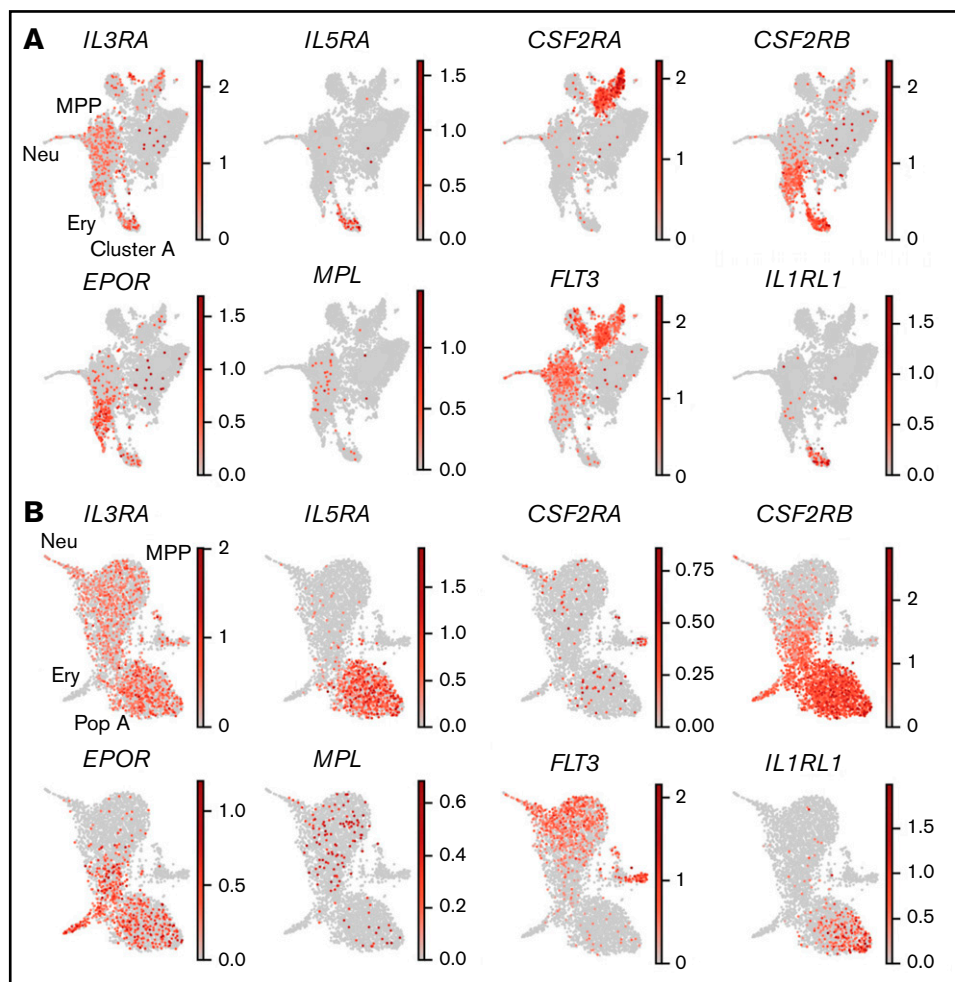 A
IL3RA IL5RA CSF2RA CSF2RB
2 1.5 2 2
MPP
1.0
Neu 1 1 1
0.5
Ery
0 0.0 0 0
Cluster A
EPOR MPL FLT3 IL1RL1
1.5 2 1.5
1.0
1.0 1.0
1
0.5 0.5 0.5
0.0 0.0 0 0.0
B
IL3RA IL5RA CSF2RA CSF2RB
Neu MPP 2
1.5 0.75 2
1 1.0 0.50
Ery 0.5 0.25 1
Pop A 0 0.0 0.00 0
EPOR MPL FLT3 IL1RL1
1.0 0.6 2 1.5
0.4 1.0
0.5 1
0.2 0.5
0.0 0.0 0 0.0